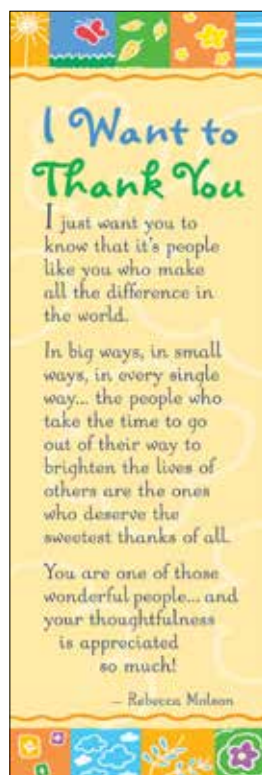 I Want to
Thank You
I just want you to
know that it's people
like you who make
all the difference in
the world.
In big ways, in small
ways, in every single
way... the people who
take the time to go
out of their way to
brighten the lives of
others are the ones
who deserve the
sweetest thanks of all.
You are one of those
wonderful people... and
your thoughtfulness
is appreciated
so much!
— Rebecca Molson